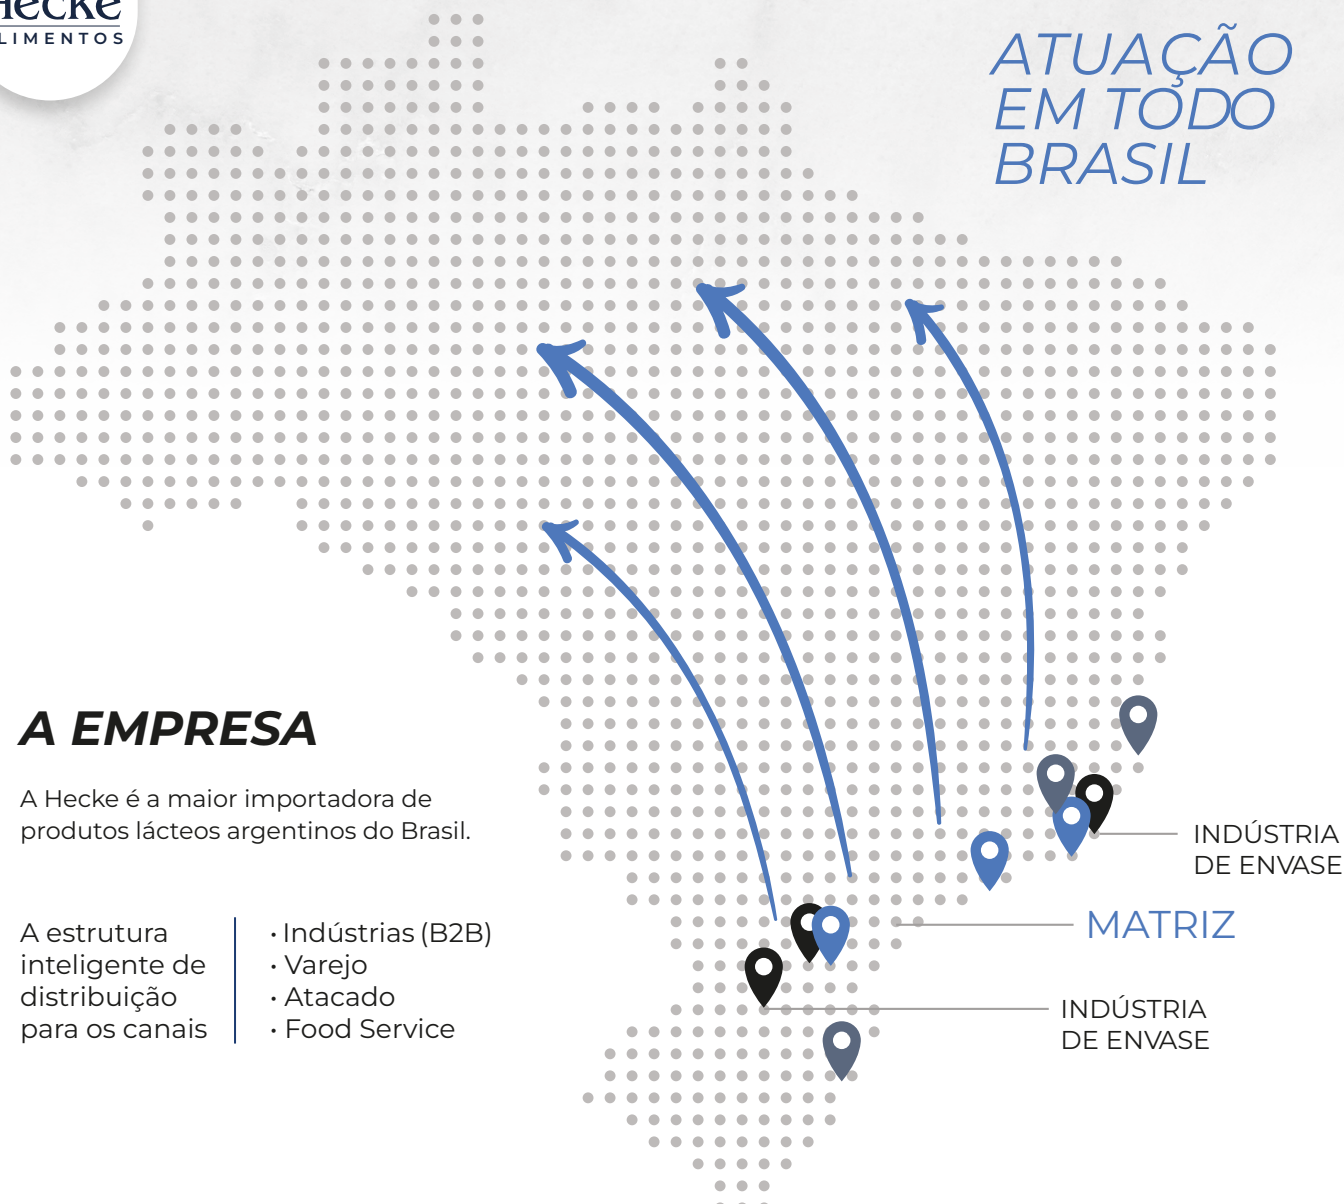 Hecke
LIMENTOS
ATUAÇÃO
EM TODO
BRASIL
A EMPRESA
A Hecke é a maior importadora de
produtos lácteos argentinos do Brasil.
A estrutura
inteligente de
distribuição
para os canais
· Indústrias (B2B)
· Varejo
· Atacado
· Food Service
INDÚSTRIA
DE ENVASE
MATRIZ
INDÚSTRIA
DE ENVASE